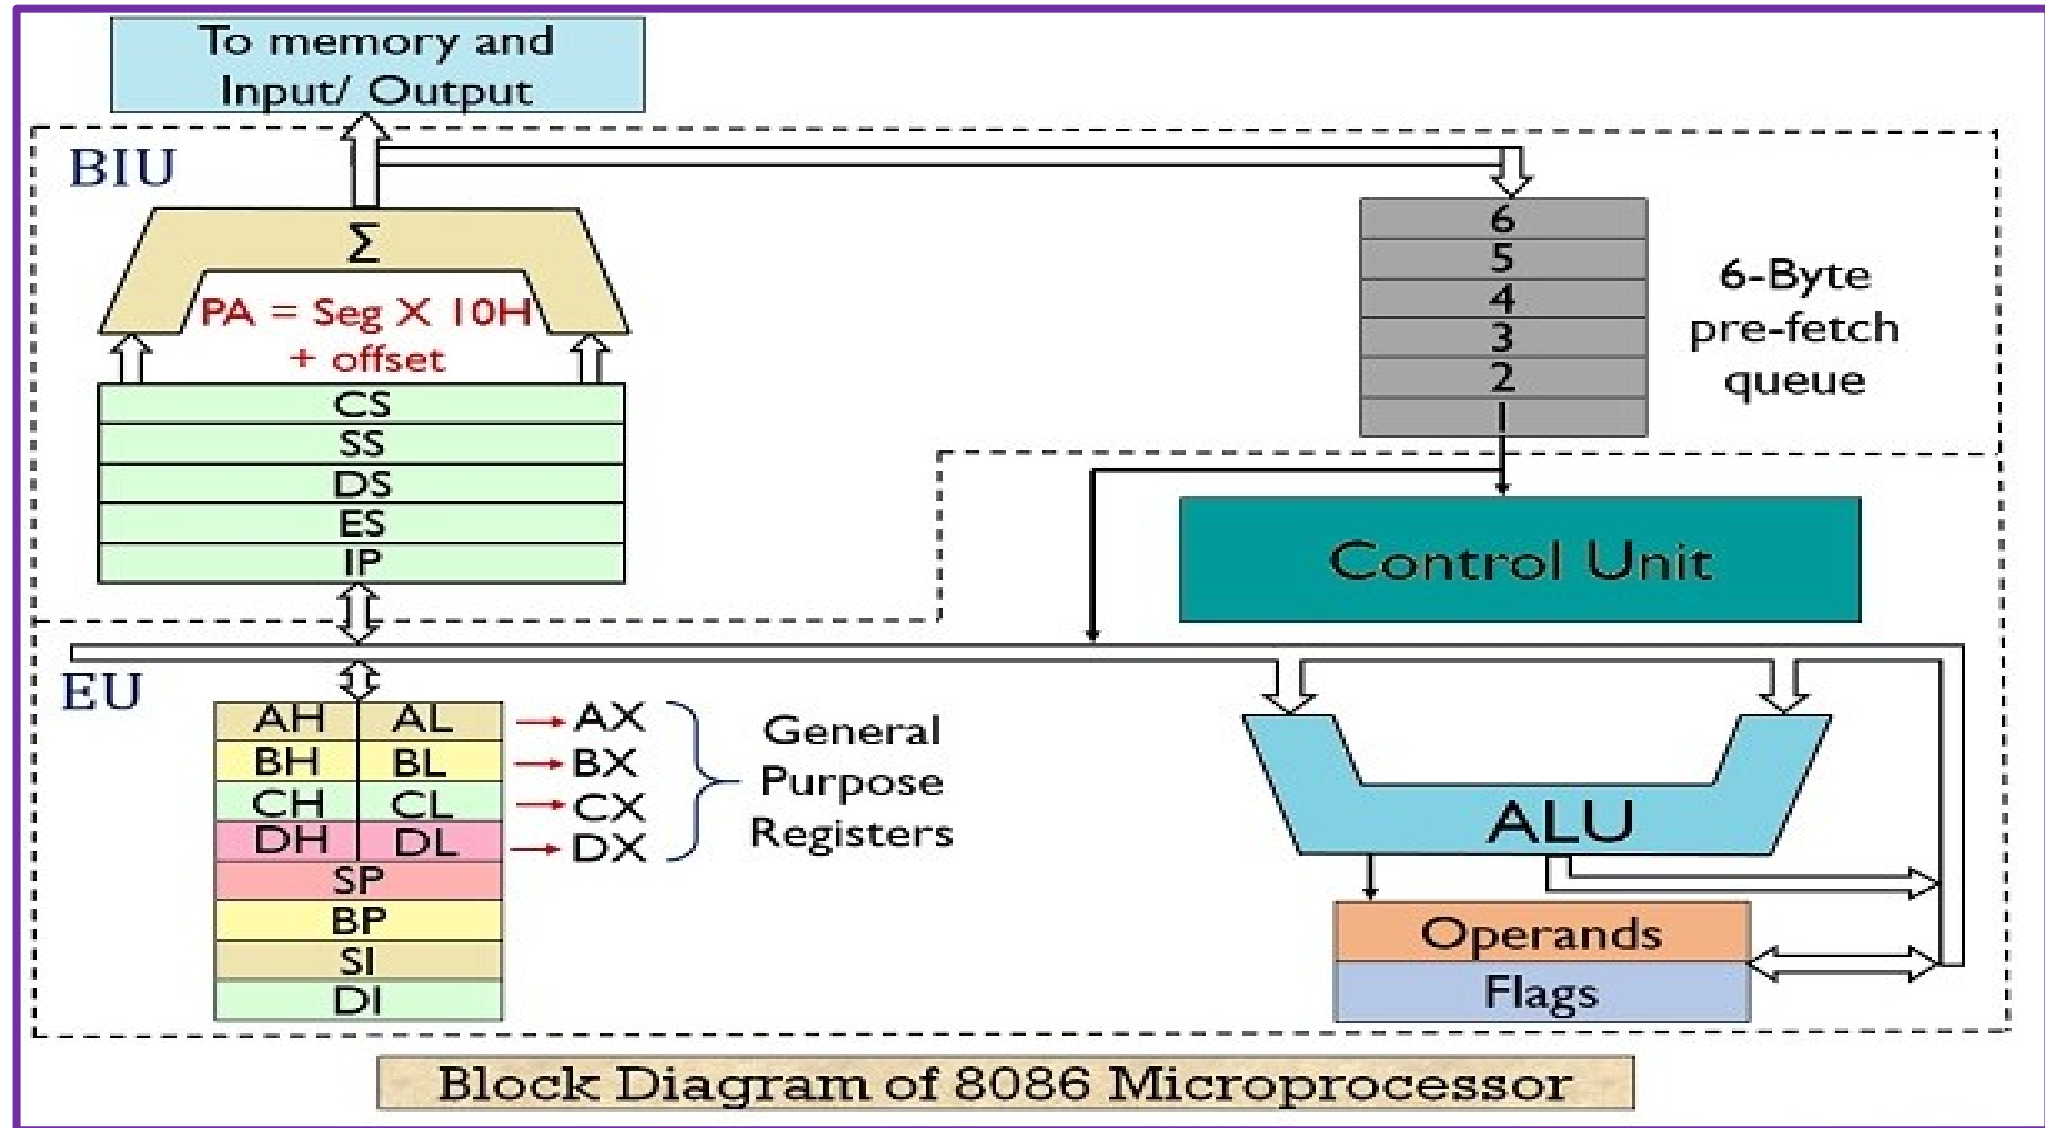 To memory and
Input/ Output
BIU
Σ
PA = Seg X 10H
+ offset
CS
SS
DS
ES
IP
6
5
4
3
2
1
6-Byte
pre-fetch
queue
Control Unit
EU
AH AL → AX
BH BL → BX
CH CL → CX
DH DL → DX
SP
BP
SI
DI
General
Purpose
Registers
ALU
Operands
Flags
Block Diagram of 8086 Microprocessor